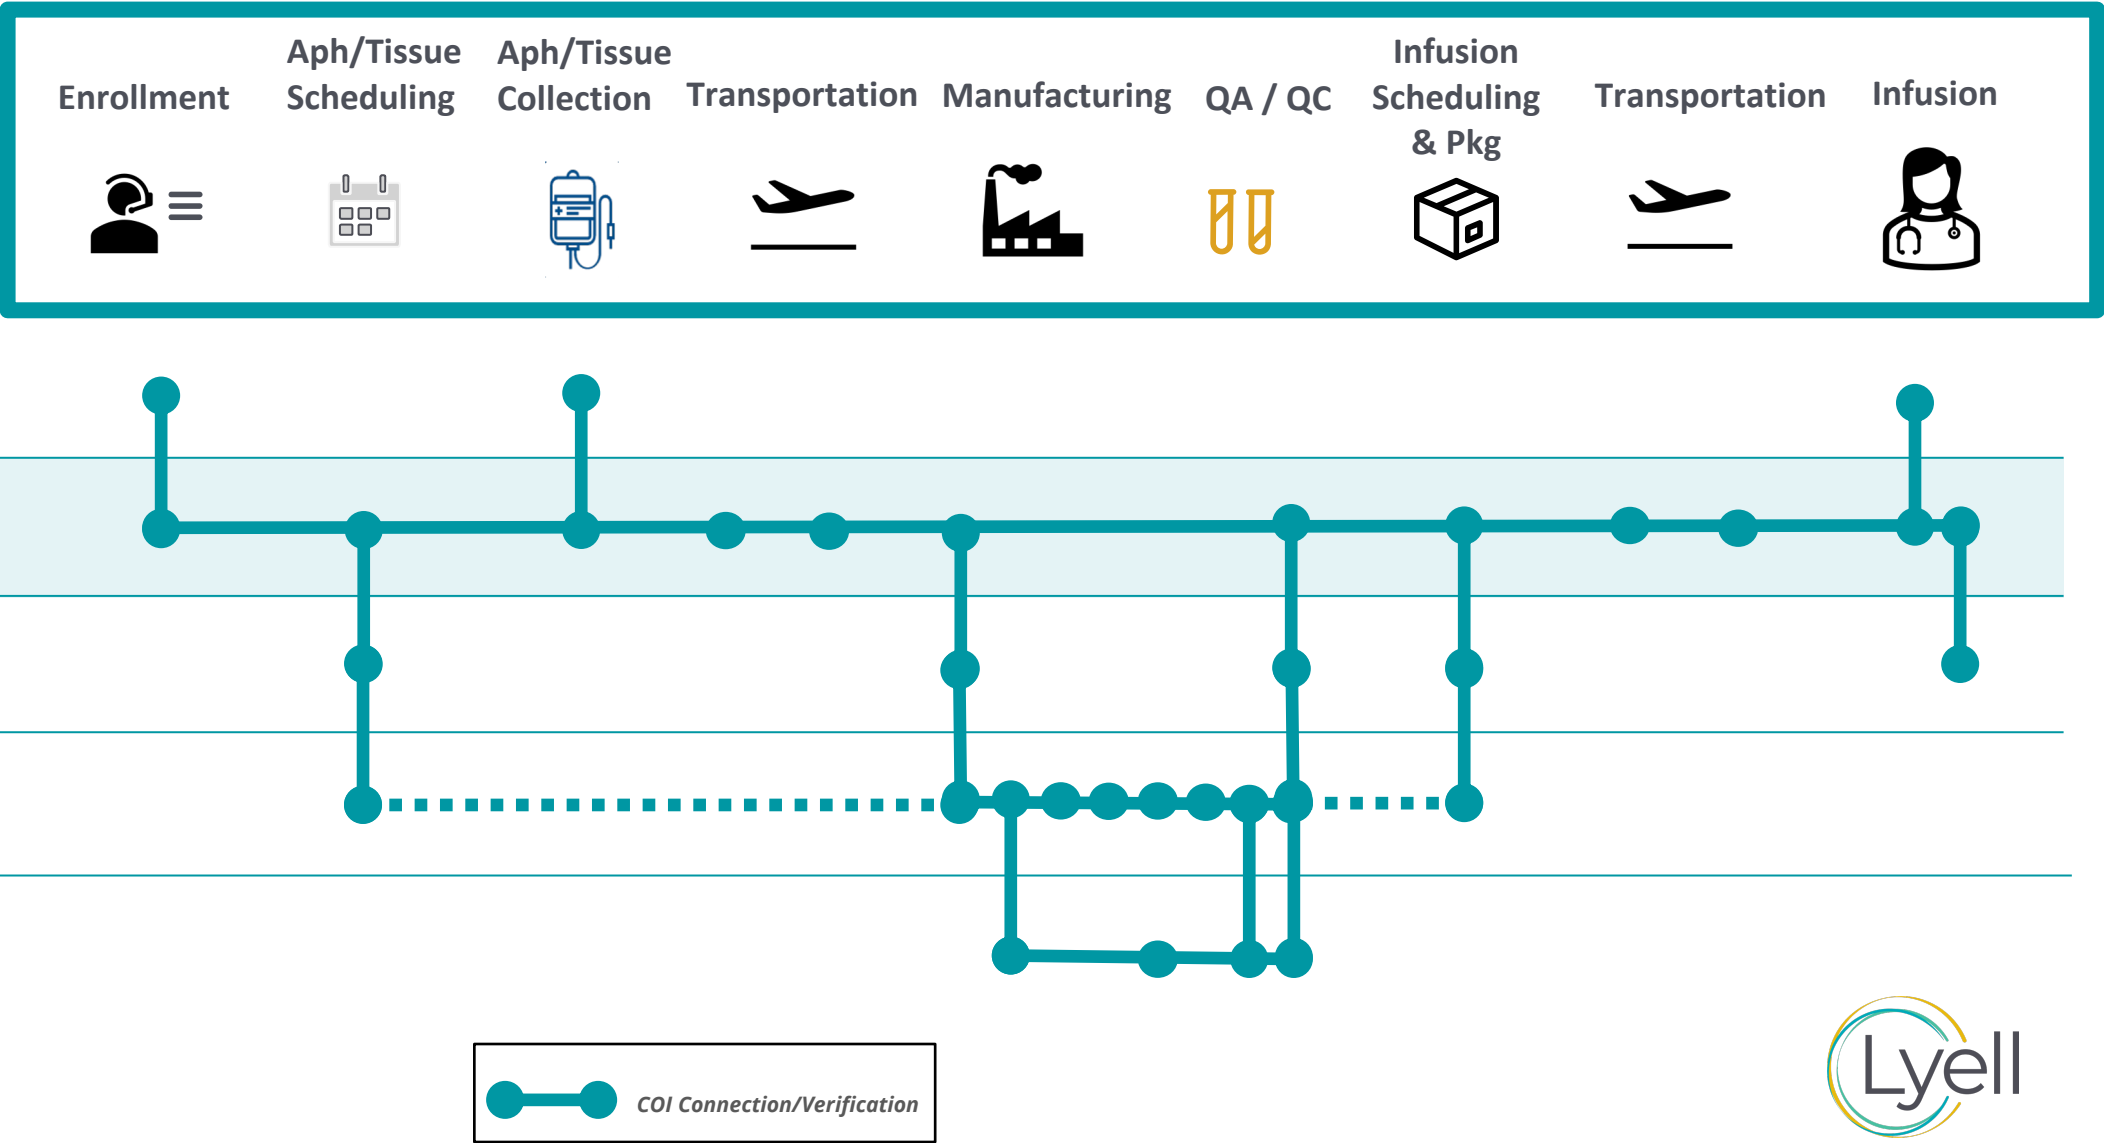 Enrollment
Aph/Tissue
Scheduling
Aph/Tissue
Collection
Transportation
Manufacturing
QA / QC
Infusion
Scheduling
& Pkg
Transportation
Infusion
COI Connection/Verification
Lyell